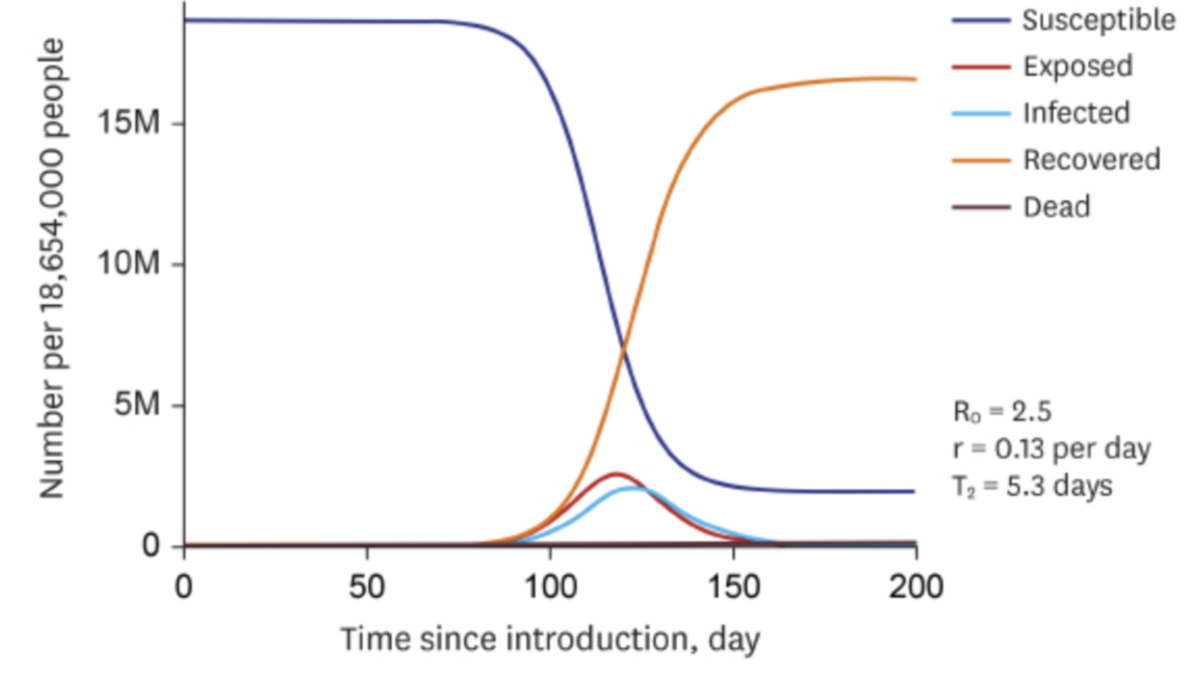 Number per 18,654,000 people
15M
10M
5M
0
0 50 100 150 200
Time since introduction, day
Susceptible
Exposed
Infected
Recovered
Dead
R₀ = 2.5
r = 0.13 per day
T₂ = 5.3 days